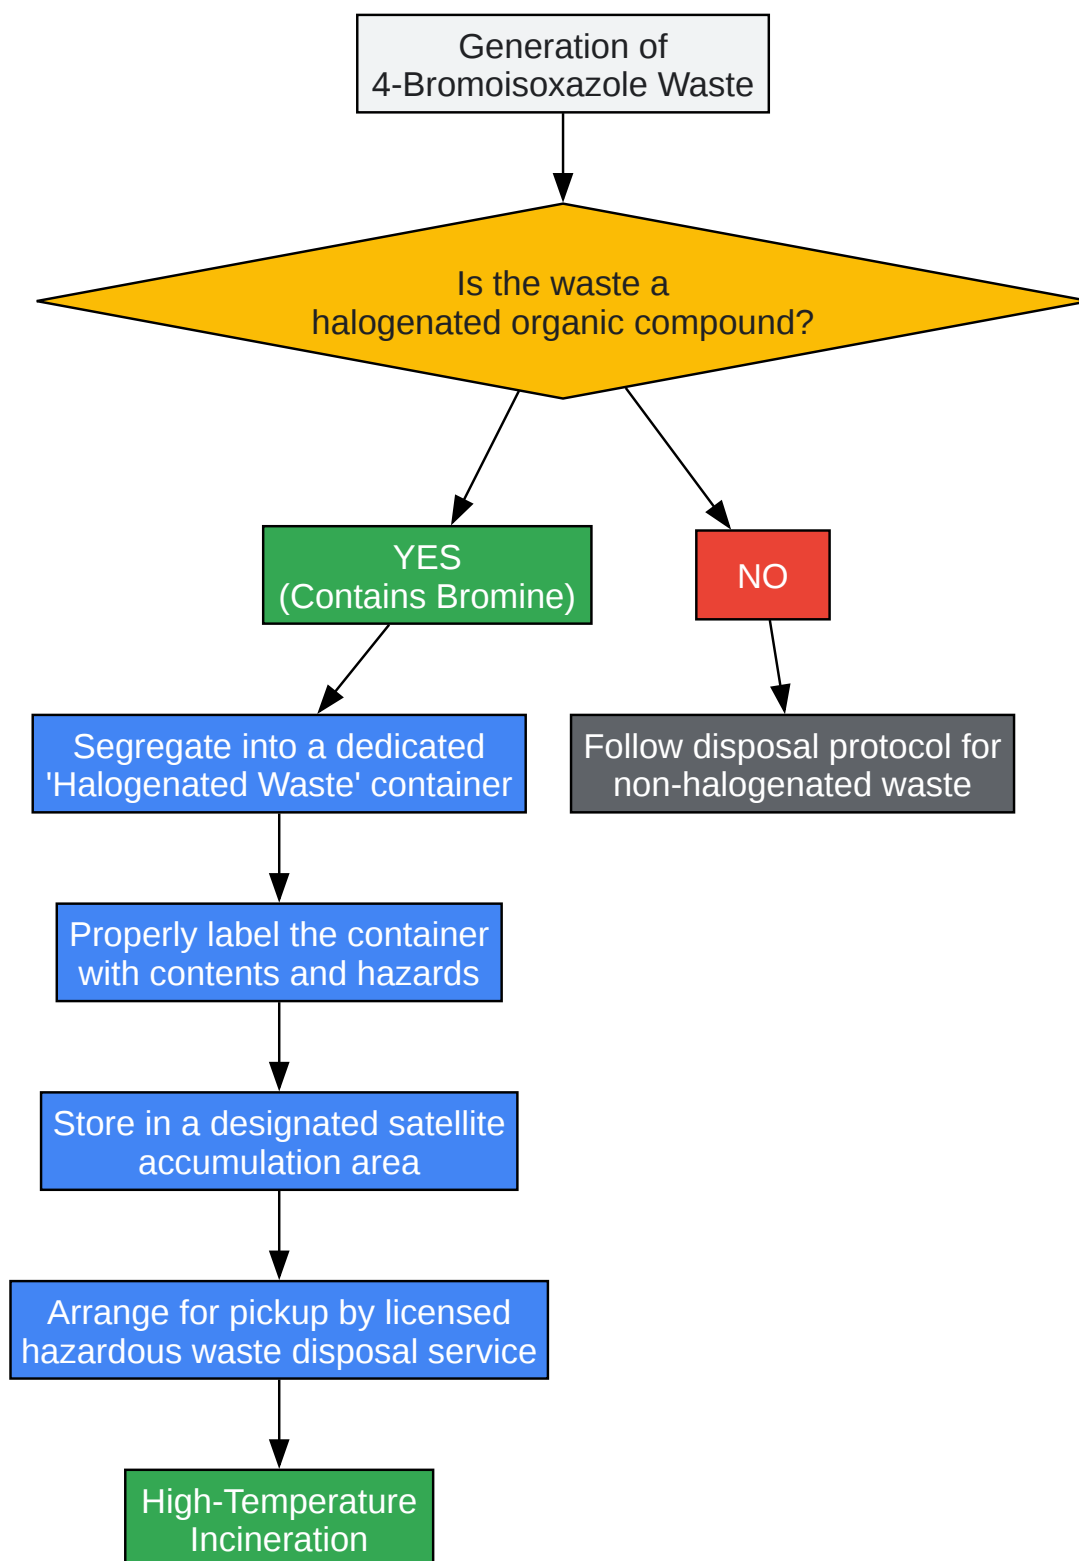 Generation of
4-Bromoisoxazole Waste
Is the waste a
halogenated organic compound?
YES
(Contains Bromine)
NO
Segregate into a dedicated
'Halogenated Waste' container
Follow disposal protocol for
non-halogenated waste
Properly label the container
with contents and hazards
Store in a designated satellite
accumulation area
Arrange for pickup by licensed
hazardous waste disposal service
High-Temperature
Incineration